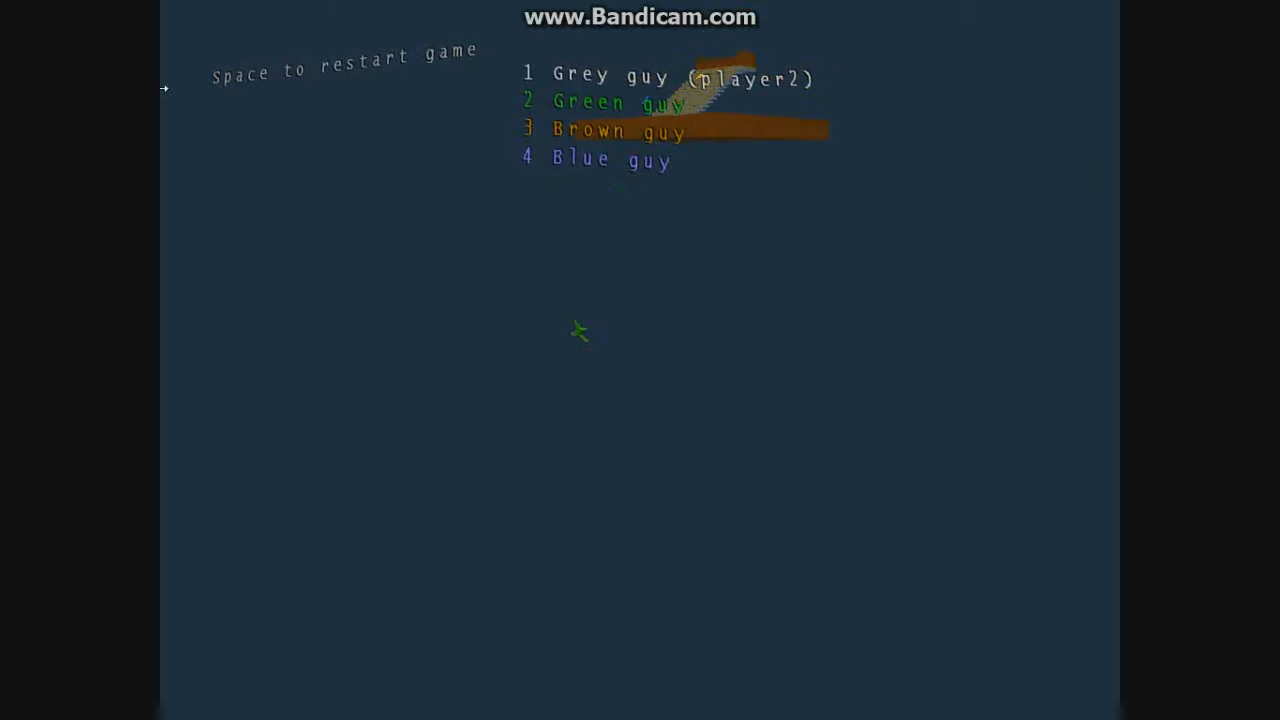 www.Bandicam.com
Space to restart game
1 Grey guy (player2)
2 Green guy
3 Brown guy
4 Blue guy